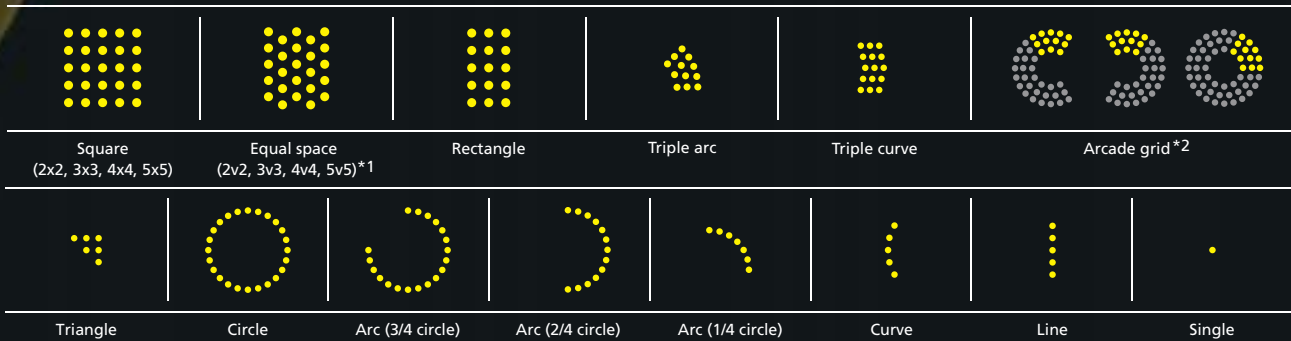 Square
(2x2, 3x3, 4x4, 5x5)
Equal space
(2v2, 3v3, 4v4, 5v5)*1
Rectangle
Triple arc
Triple curve
Arcade grid*2
Triangle
Circle
Arc (3/4 circle)
Arc (2/4 circle)
Arc (1/4 circle)
Curve
Line
Single